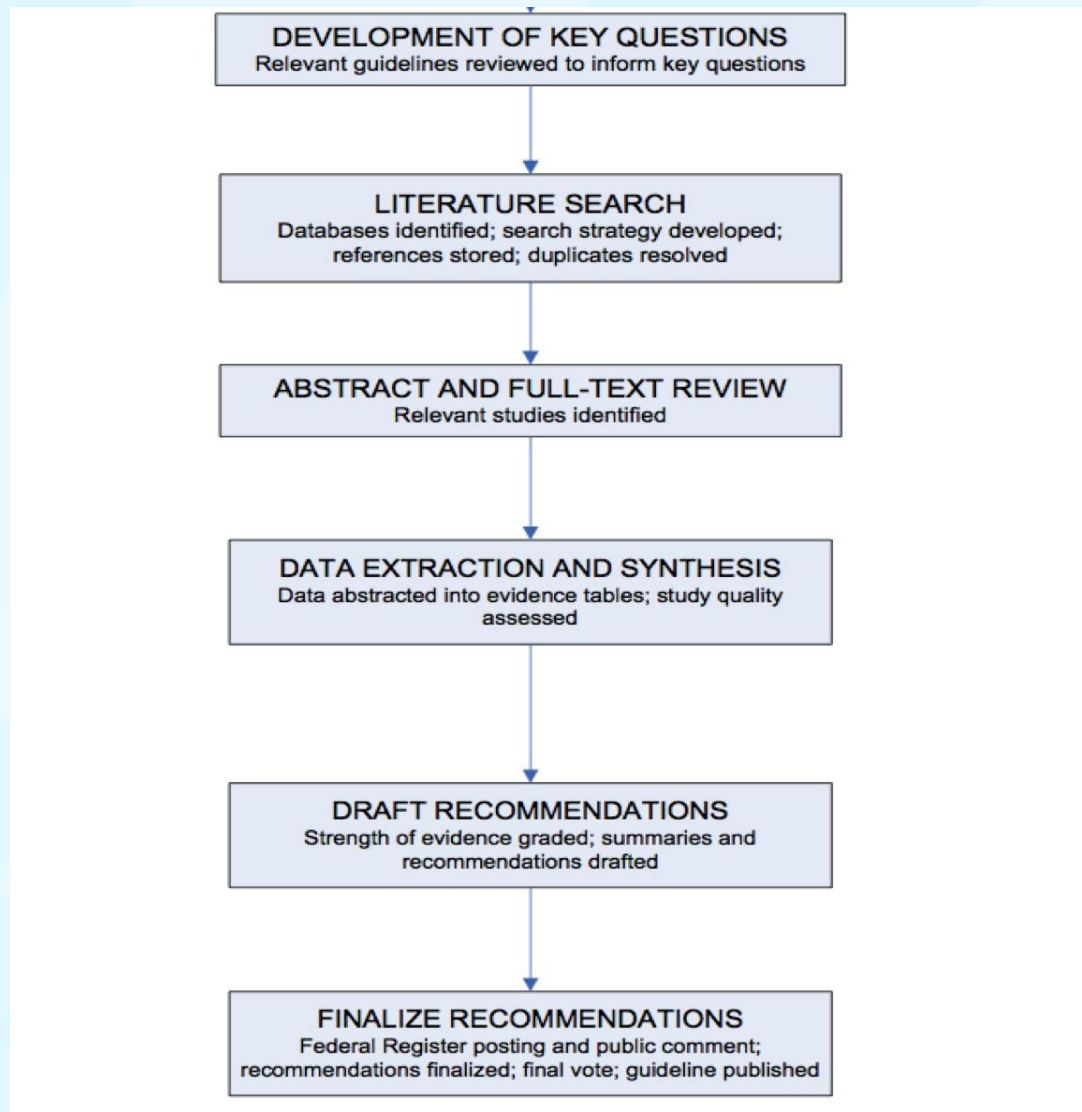 DEVELOPMENT OF KEY QUESTIONS
Relevant guidelines reviewed to inform key questions
LITERATURE SEARCH
Databases identified; search strategy developed;
references stored; duplicates resolved
ABSTRACT AND FULL-TEXT REVIEW
Relevant studies identified
DATA EXTRACTION AND SYNTHESIS
Data abstracted into evidence tables; study quality
assessed
DRAFT RECOMMENDATIONS
Strength of evidence graded; summaries and
recommendations drafted
FINALIZE RECOMMENDATIONS
Federal Register posting and public comment;
recommendations finalized; final vote; guideline published